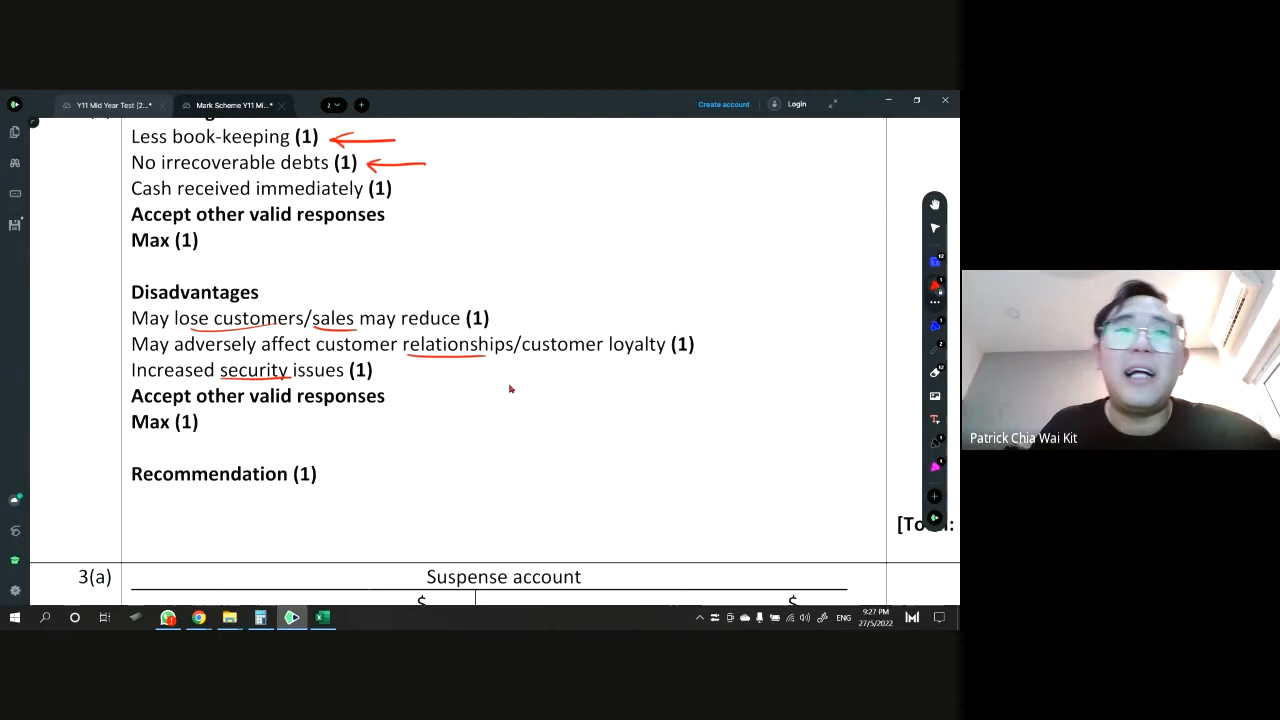 Y11 Mid Year Test (2...*
Mark Scheme Y11 Mi...*
2
Create account
Login
Less book-keeping (1)
No irrecoverable debts (1)
Cash received immediately (1)
Accept other valid responses
Max (1)
Disadvantages
May lose customers/sales may reduce (1)
May adversely affect customer relationships/customer loyalty (1)
Increased security issues (1)
Accept other valid responses
Max (1)
Recommendation (1)
3(a)
Suspense account
$ $
Patrick Chia Wai Kit
ENG
9:27 PM
27/5/2022